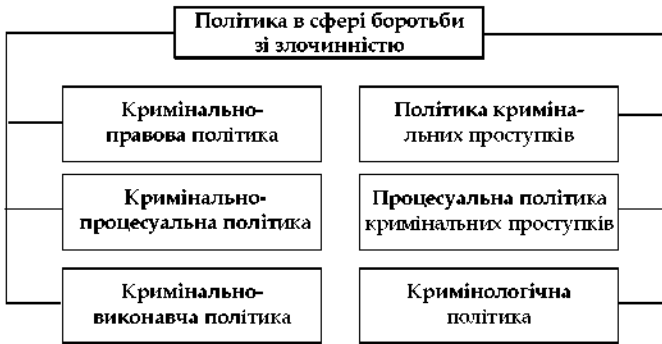 Політика в сфері боротьби
зі злочинністю
Кримінально-
правова політика
Політика криміна-
льних проступків
Кримінально-
процесуальна політика
Процесуальна політика
кримінальних проступків
Кримінально-
виконавча політика
Кримінологічна
політика